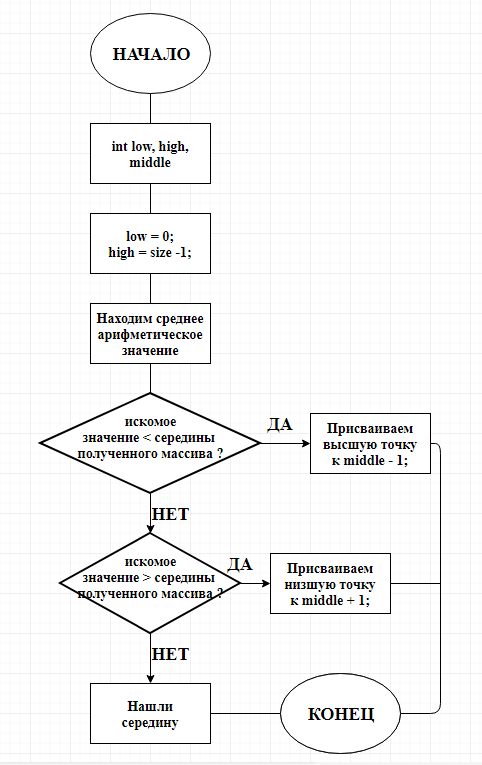 НАЧАЛО
int low, high,
middle
low = 0;
high = size -1;
Находим среднее
арифметическое
значение
искомое
значение < середины
полученного массива ?
ДА
Присваиваем
высшую точку
к middle - 1;
НЕТ
искомое
значение > середины
полученного массива ?
ДА
Присваиваем
низшую точку
к middle + 1;
НЕТ
Нашли
середину
КОНЕЦ